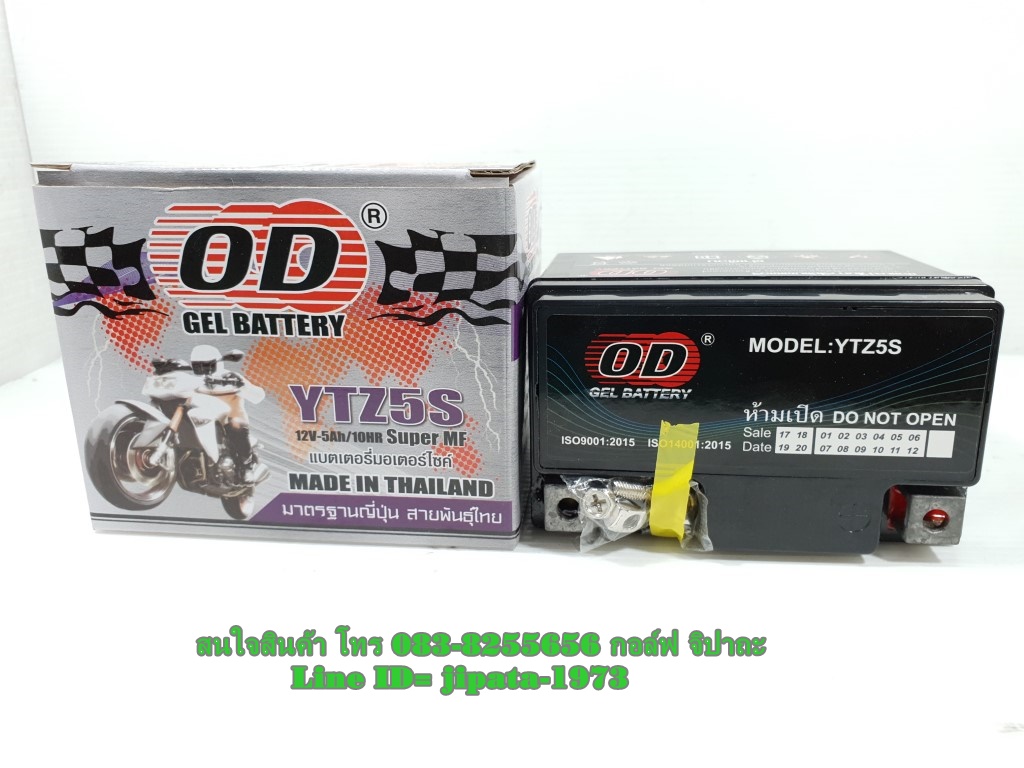 OD ®
GEL BATTERY
YTZ5S
12V-5Ah/10HR Super MF
แบตเตอรี่มอเตอร์ไซค์
MADE IN THAILAND
มาตรฐานญี่ปุ่น สายพันธุ์ไทย
OD
OD ®
GEL BATTERY
MODEL:YTZ5S
ห้ามเปิด DO NOT OPEN
ISO9001:2015 ISO14001:2015
Sale 17 18 01 02 03 04 05 06
Date 19 20 07 08 09 10 11 12
สนใจสินค้า โทร 083-8255656 กอล์ฟ จิปาถะ
Line ID= jipata-1973